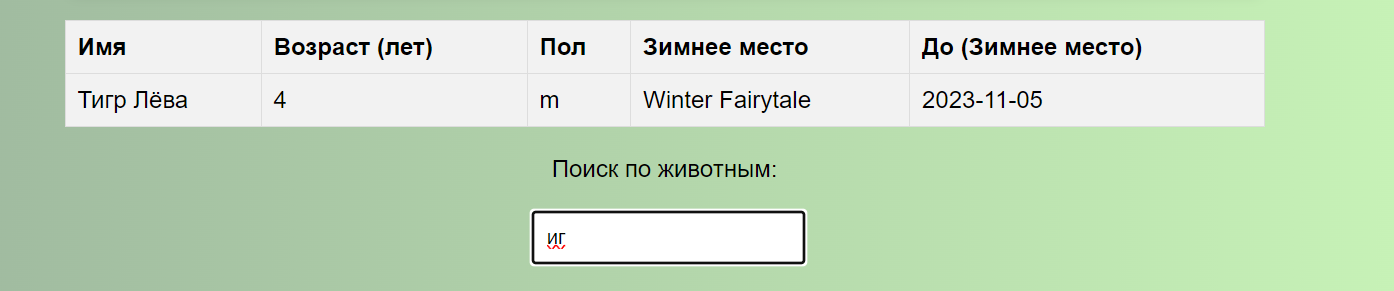 Имя Возраст (лет) Пол Зимнее место До (Зимнее место)
Тигр Лёва 4 m Winter Fairytale 2023-11-05
Поиск по животным:
иг